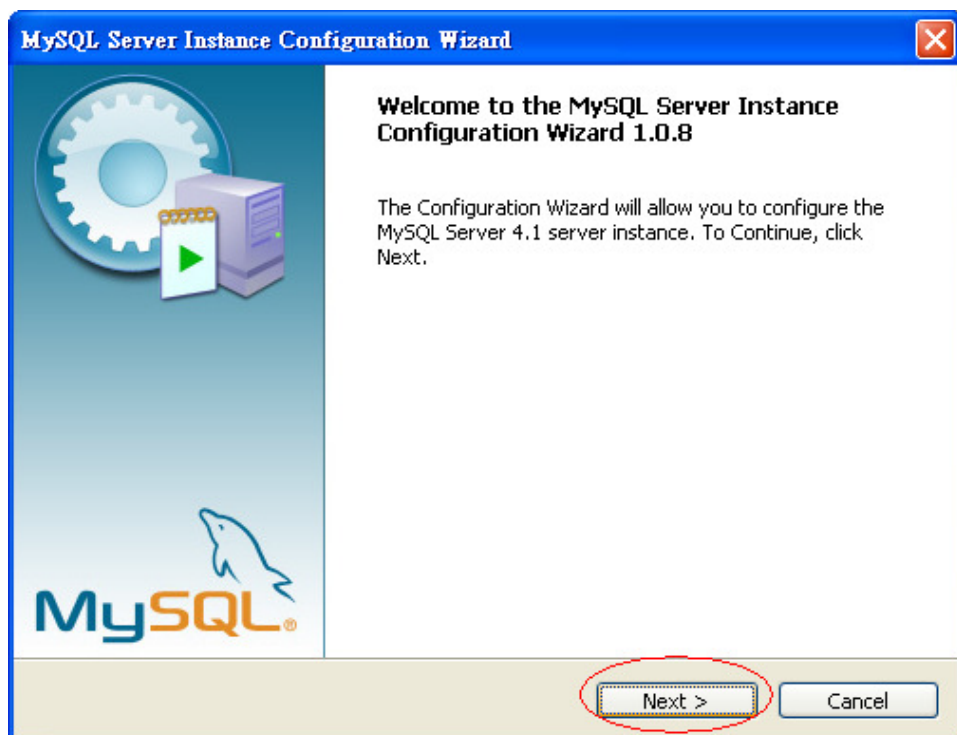 MySQL Server Instance Configuration Wizard
Welcome to the MySQL Server Instance
Configuration Wizard 1.0.8
The Configuration Wizard will allow you to configure the
MySQL Server 4.1 server instance. To Continue, click
Next.
MySQL®
Next >
Cancel